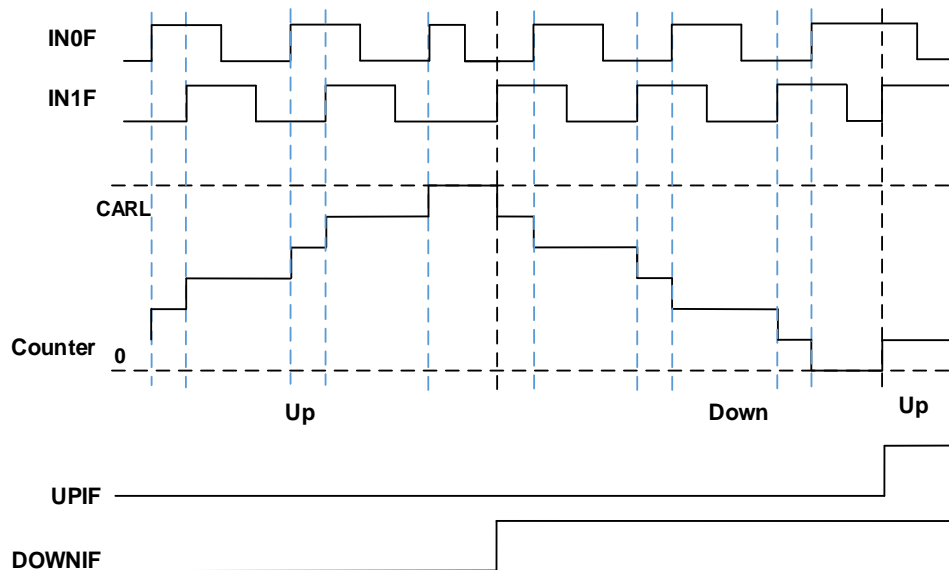 IN0F
IN1F
CARL
Counter 0
Up Down Up
UPIF
DOWNIF